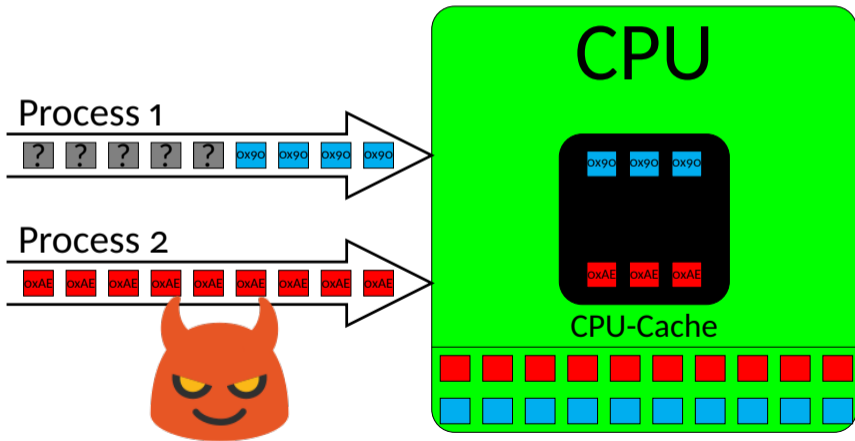 CPU
Process 1
? ? ? ? ? 0x90 0x90 0x90 0x90
0x90 0x90 0x90
Process 2
0xAE 0xAE 0xAE 0xAE 0xAE 0xAE 0xAE 0xAE 0xAE
0xAE 0xAE 0xAE
CPU-Cache